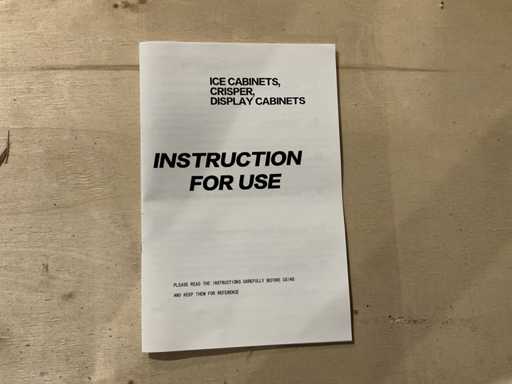 ICE CABINETS,
CRISPER,
DISPLAY CABINETS
INSTRUCTION
FOR USE
PLEASE READ THE INSTRUCTIONS CAREFULLY BEFORE USING
AND KEEP THEM FOR REFERENCE